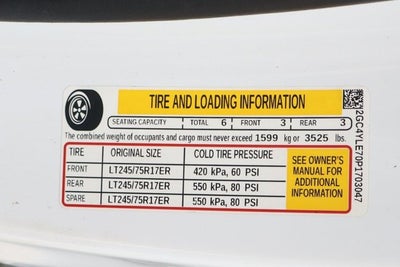 TIRE AND LOADING INFORMATION
SEATING CAPACITY TOTAL 6 FRONT 3 REAR 3
The combined weight of occupants and cargo must never exceed 1599 kg or 3525 lbs.
TIRE ORIGINAL SIZE COLD TIRE PRESSURE
FRONT LT245/75R17ER 420 kPa, 60 PSI
REAR LT245/75R17ER 550 kPa, 80 PSI
SPARE LT245/75R17ER 550 kPa, 80 PSI
SEE OWNER'S
MANUAL FOR
ADDITIONAL
INFORMATION
2GC4YLE70P1703047